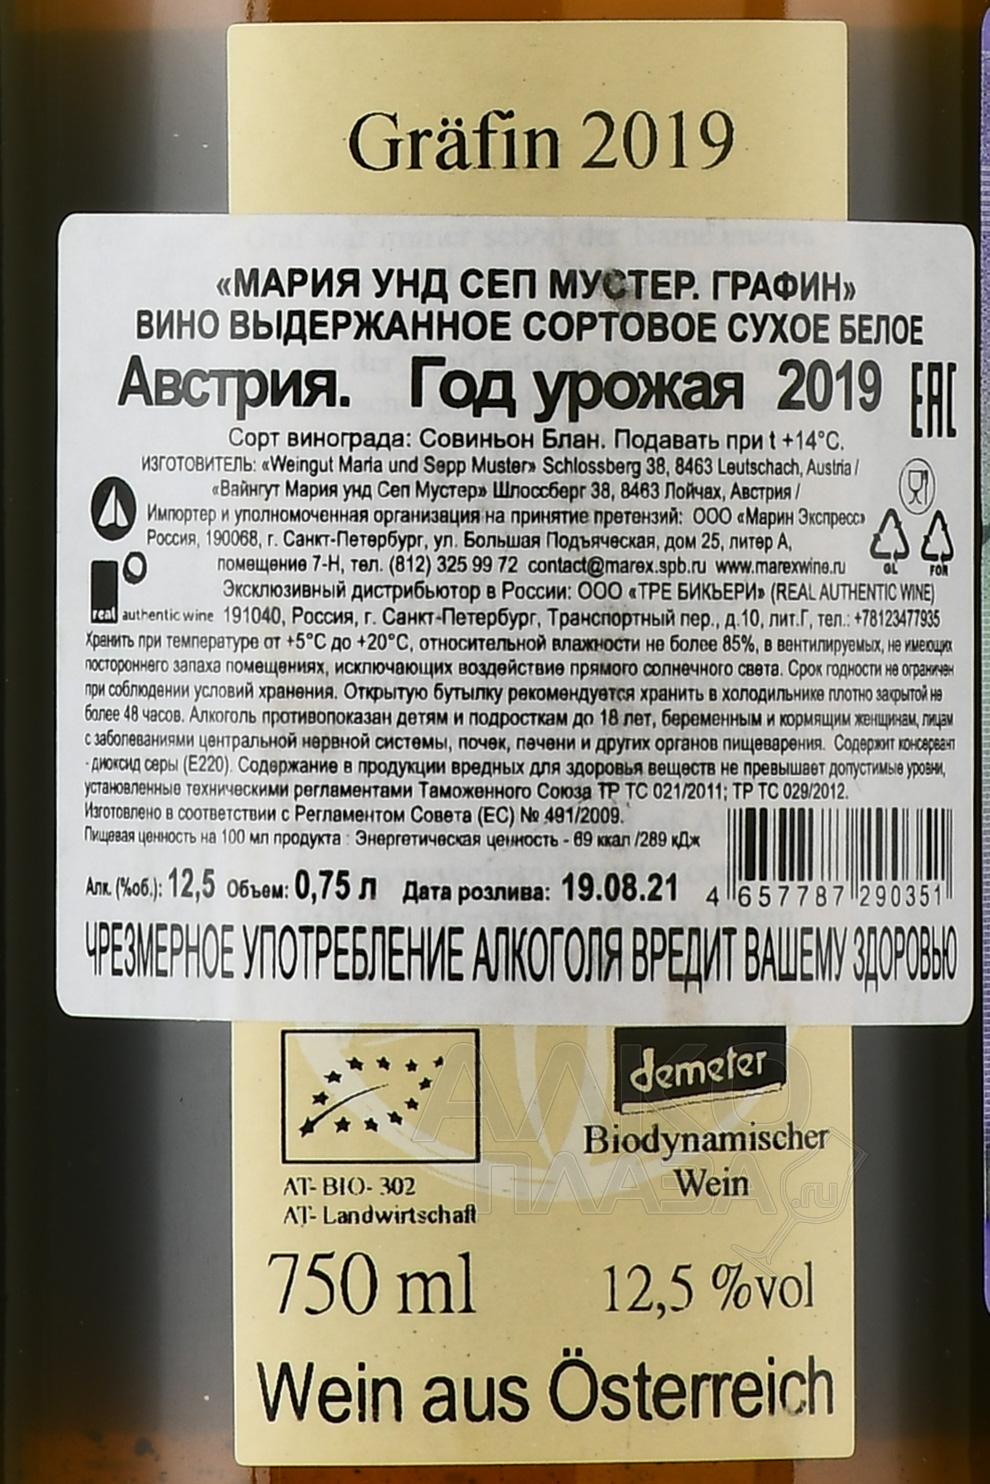 Gräfin 2019
«МАРИЯ УНД СЕП МУСТЕР. ГРАФИН»
ВИНО ВЫДЕРЖАННОЕ СОРТОВОЕ СУХОЕ БЕЛОЕ
Австрия. Год урожая 2019
EAC
Сорт винограда: Совиньон Блан. Подавать при t +14°С.
ИЗГОТОВИТЕЛЬ: «Weingut Maria und Sepp Muster» Schlossberg 38, 8463 Leutschach, Austria /
«Вайнгут Мария унд Сеп Мустер» Шлоссберг 38, 8463 Лойчах, Австрия /
Импортер и уполномоченная организация на принятие претензий: ООО «Марин Экспресс»
Россия, 190068, г. Санкт-Петербург, ул. Большая Подъяческая, дом 25, литер А,
помещение 7-Н, тел. (812) 325 99 72 contact@marex.spb.ru www.marexwine.ru
GL FOR
Эксклюзивный дистрибьютор в России: ООО «ТРЕ БИКЬЕРИ» (REAL AUTHENTIC WINE)
real authentic wine
191040, Россия, г. Санкт-Петербург, Транспортный пер., д.10, лит.Г, тел.: +78123477935
Хранить при температуре от +5°С до +20°С, относительной влажности не более 85%, в вентилируемых, не имеющих
постороннего запаха помещениях, исключающих воздействие прямого солнечного света. Срок годности не ограничен
при соблюдении условий хранения. Открытую бутылку рекомендуется хранить в холодильнике плотно закрытой не
более 48 часов. Алкоголь противопоказан детям и подросткам до 18 лет, беременным и кормящим женщинам, лицам
с заболеваниями центральной нервной системы, почек, печени и других органов пищеварения. Содержит консервант
- диоксид серы (Е220). Содержание в продукции вредных для здоровья веществ не превышает допустимые уровни,
установленные техническими регламентами Таможенного Союза ТР ТС 021/2011; ТР ТС 029/2012.
Изготовлено в соответствии с Регламентом Совета (ЕС) № 491/2009.
Пищевая ценность на 100 мл продукта : Энергетическая ценность - 69 ккал /289 кДж
Алк. (%об.): 12,5 Объем: 0,75 л Дата розлива: 19.08.21
4 657787 290351
ЧРЕЗМЕРНОЕ УПОТРЕБЛЕНИЕ АЛКОГОЛЯ ВРЕДИТ ВАШЕМУ ЗДОРОВЬЮ
demeter
Biodynamischer
Wein
AT- BIO- 302
AT- Landwirtschaft
АЛКО
ПЛАЗА.ru
750 ml
12,5 %vol
Wein aus Österreich